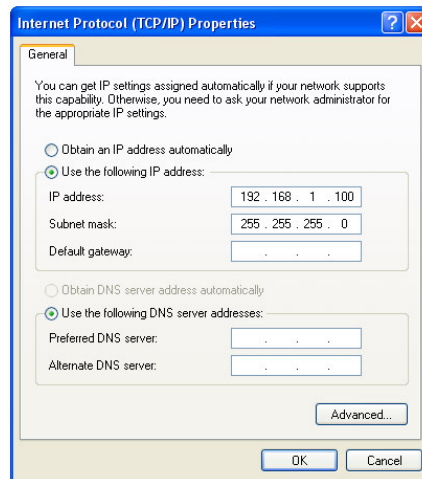 Internet Protocol (TCP/IP) Properties
General
You can get IP settings assigned automatically if your network supports
this capability. Otherwise, you need to ask your network administrator for
the appropriate IP settings.
Obtain an IP address automatically
Use the following IP address:
IP address: 192 . 168 . 1 . 100
Subnet mask: 255 . 255 . 255 . 0
Default gateway: . . .
Obtain DNS server address automatically
Use the following DNS server addresses:
Preferred DNS server: . . .
Alternate DNS server: . . .
Advanced...
OK Cancel